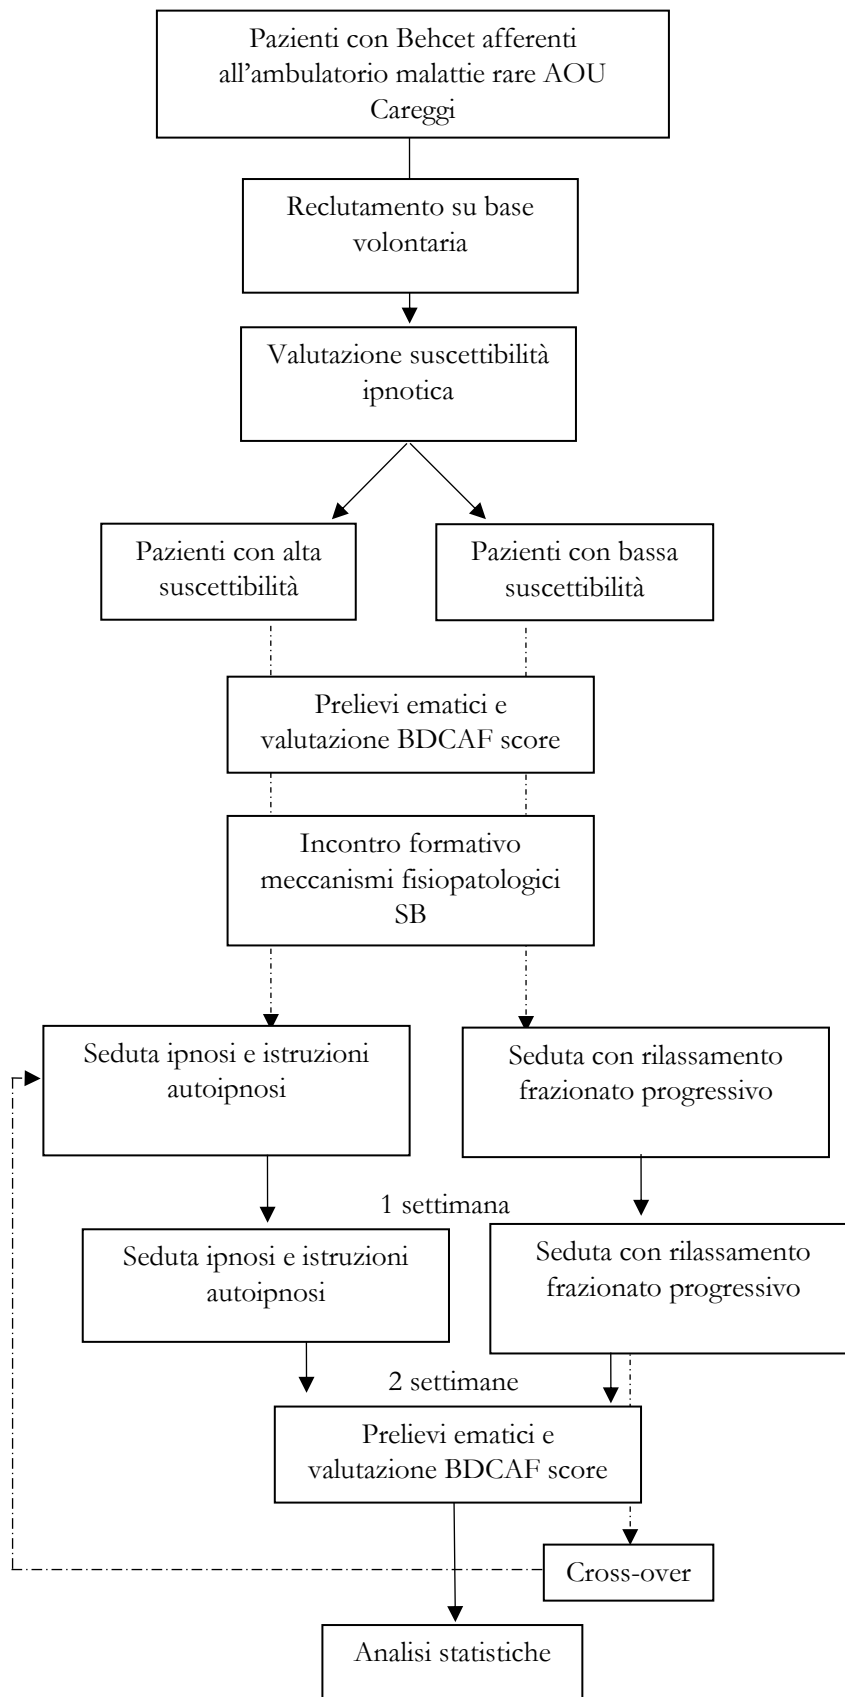 Pazienti con Behcet afferenti
all'ambulatorio malattie rare AOU
Careggi
Reclutamento su base
volontaria
Valutazione suscettibilità
ipnotica
Pazienti con alta
suscettibilità
Pazienti con bassa
suscettibilità
Prelievi ematici e
valutazione BDCAF score
Incontro formativo
meccanismi fisiopatologici
SB
Seduta ipnosi e istruzioni
autoipnosi
Seduta con rilassamento
frazionato progressivo
1 settimana
Seduta ipnosi e istruzioni
autoipnosi
Seduta con rilassamento
frazionato progressivo
2 settimane
Prelievi ematici e
valutazione BDCAF score
Cross-over
Analisi statistiche